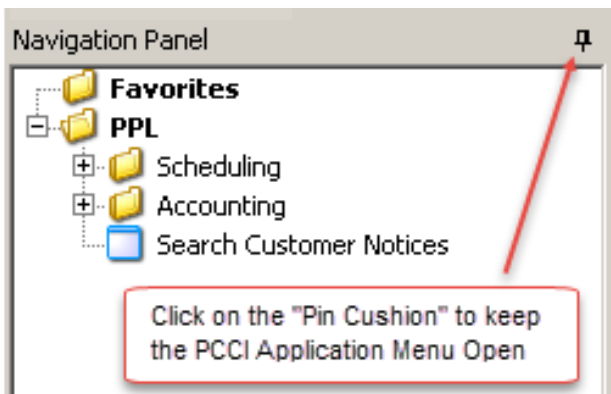 Navigation Panel
Favorites
PPL
Scheduling
Accounting
Search Customer Notices
Click on the "Pin Cushion" to keep
the PCCI Application Menu Open